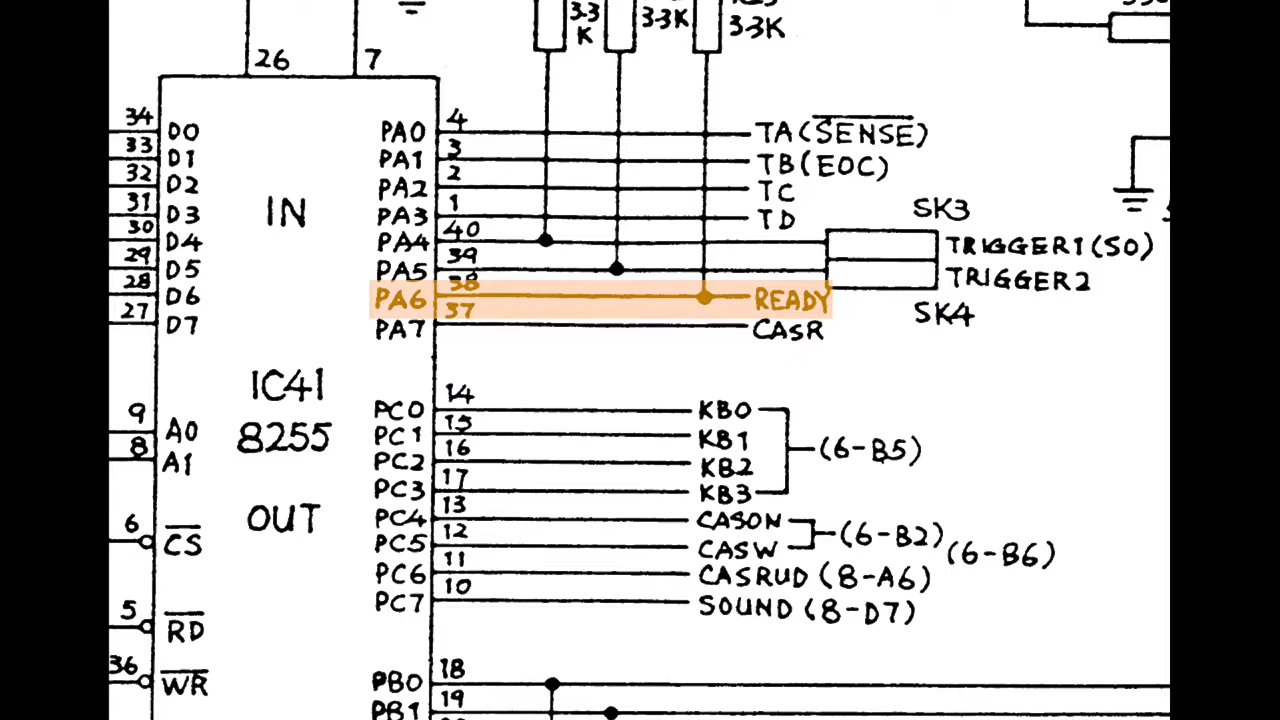 3.3 3.3K 3.3K
K
26 7
34 D0 PA0 4 TA(SENSE)
33 D1 PA1 3 TB(EOC)
32 D2 PA2 2 TC
31 D3 PA3 1 TD
IN
SK3
30 D4 PA4 40 TRIGGER1(S0)
29 D5 PA5 39 TRIGGER2
28 D6 PA6 38 READY
SK4
27 D7 PA7 37 CASR
IC41
8255
OUT
9 A0
8 A1
6 CS
5 RD
36 WR
PC0 14 KB0
PC1 15 KB1
PC2 16 KB2
PC3 17 KB3
(6-B5)
PC4 13 CASON
PC5 12 CASW
(6-B2) (6-B6)
PC6 11 CASRUD (8-A6)
PC7 10 SOUND (8-D7)
PB0 18
PB1 19